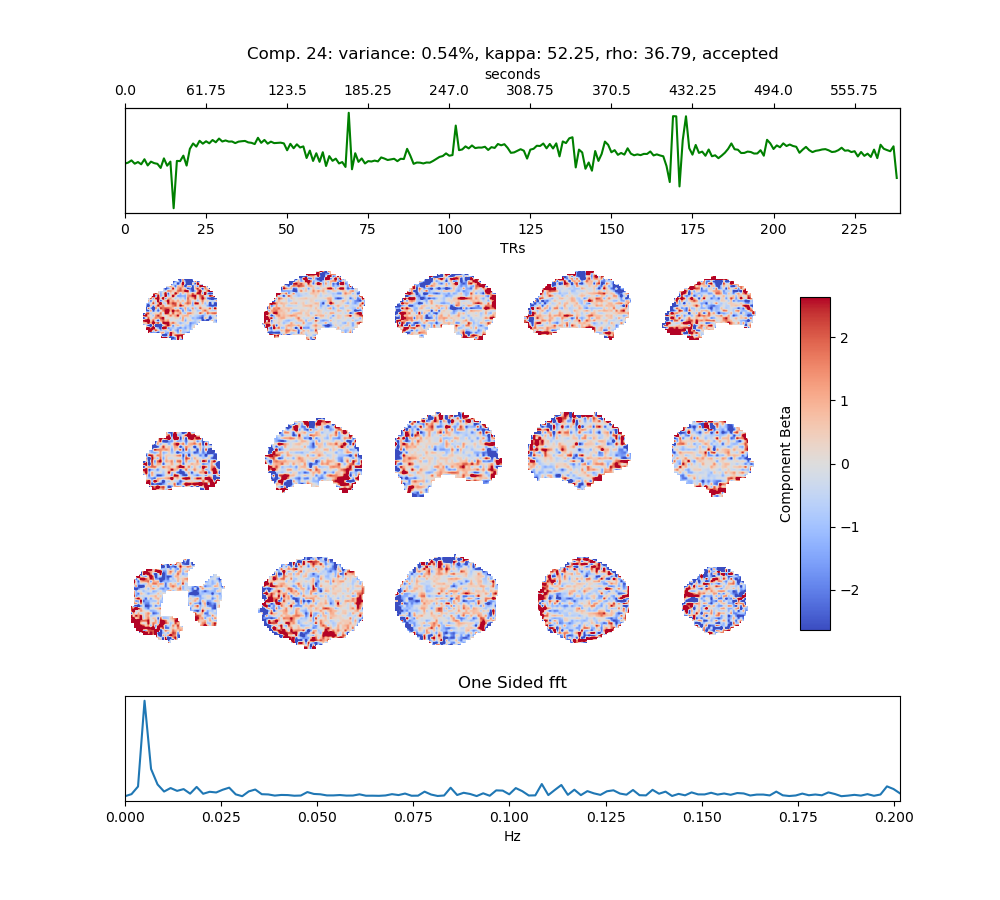 Comp. 24: variance: 0.54%, kappa: 52.25, rho: 36.79, accepted
seconds
0.0 61.75 123.5 185.25 247.0 308.75 370.5 432.25 494.0 555.75
0 25 50 75 100 125 150 175 200 225
TRs
2
1
0
−1
−2
Component Beta
One Sided fft
0.000 0.025 0.050 0.075 0.100 0.125 0.150 0.175 0.200
Hz